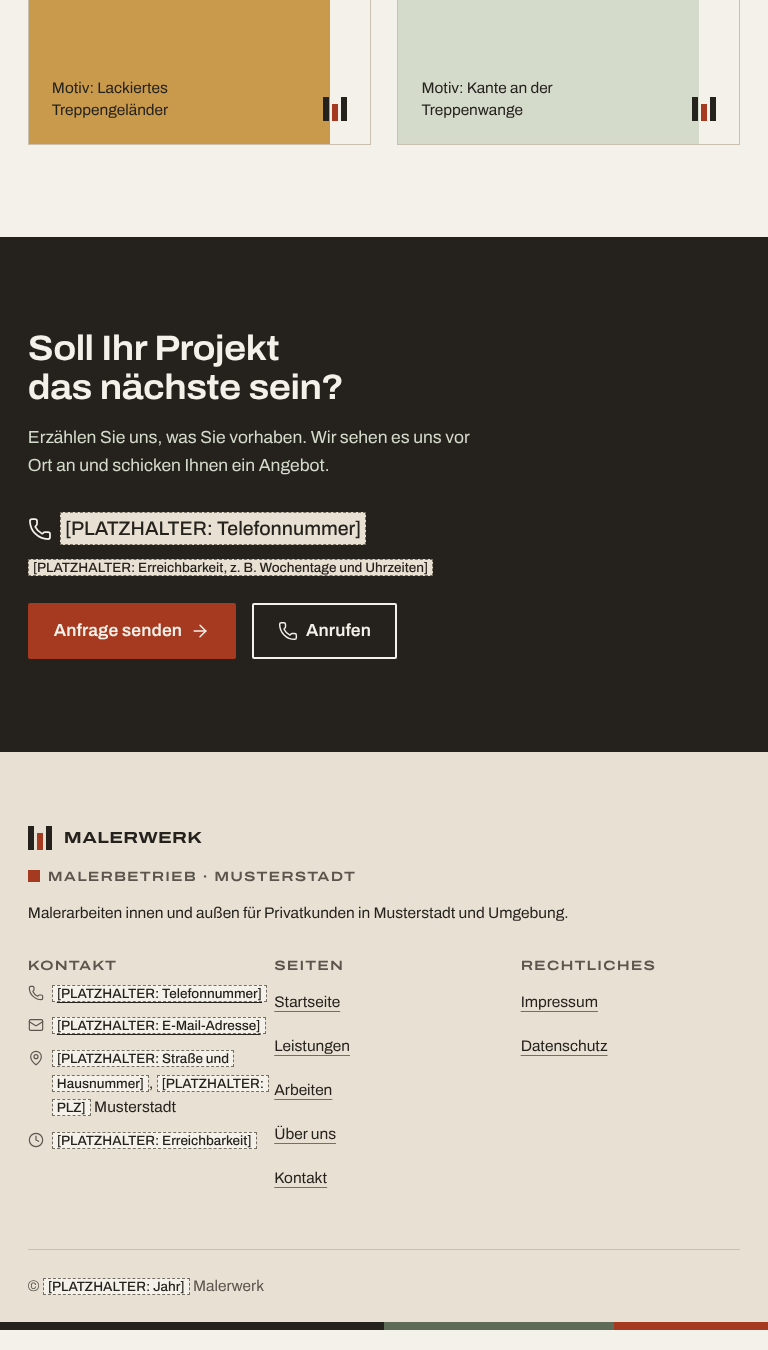 Motiv: Lackiertes
Treppengeländer
Motiv: Kante an der
Treppenwange
Soll Ihr Projekt
das nächste sein?
Erzählen Sie uns, was Sie vorhaben. Wir sehen es uns vor
Ort an und schicken Ihnen ein Angebot.
[PLATZHALTER: Telefonnummer]
[PLATZHALTER: Erreichbarkeit, z. B. Wochentage und Uhrzeiten]
Anfrage senden
Anrufen
MALERWERK
MALERBETRIEB · MUSTERSTADT
Malerarbeiten innen und außen für Privatkunden in Musterstadt und Umgebung.
KONTAKT
[PLATZHALTER: Telefonnummer]
[PLATZHALTER: E-Mail-Adresse]
[PLATZHALTER: Straße und
Hausnummer], [PLATZHALTER:
PLZ] Musterstadt
[PLATZHALTER: Erreichbarkeit]
SEITEN
Startseite
Leistungen
Arbeiten
Über uns
Kontakt
RECHTLICHES
Impressum
Datenschutz
© [PLATZHALTER: Jahr] Malerwerk